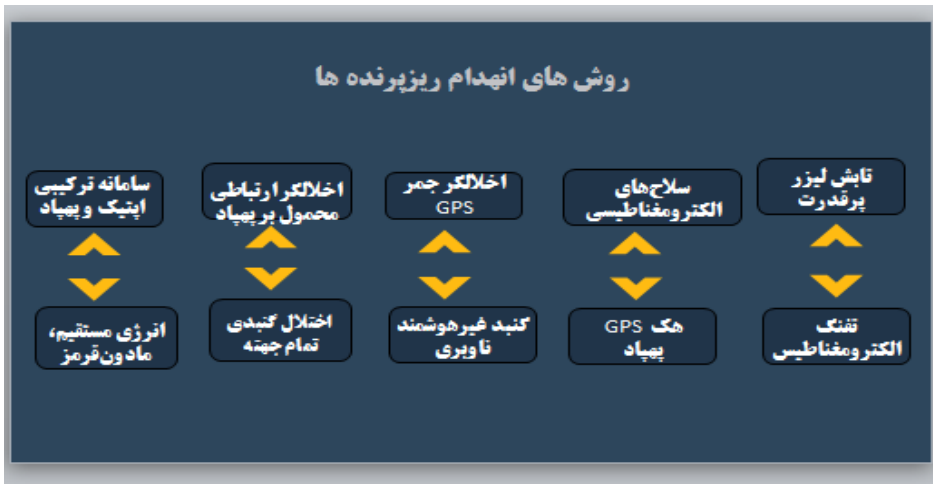 روش های انهدام ریزپرنده ها
تابش لیزر
پرقدرت
سلاح‌های
الکترومغناطیسی
اخلالگر جمر
GPS
اخلالگر ارتباطی
محمول بر پهپاد
سامانه ترکیبی
اپتیک و پهپاد
تفنگ
الکترومغناطیس
هک GPS
پهپاد
گنبد غیرهوشمند
ناوبری
اختلال گنبدی
تمام جهته
انرژی مستقیم،
مادون‌قرمز